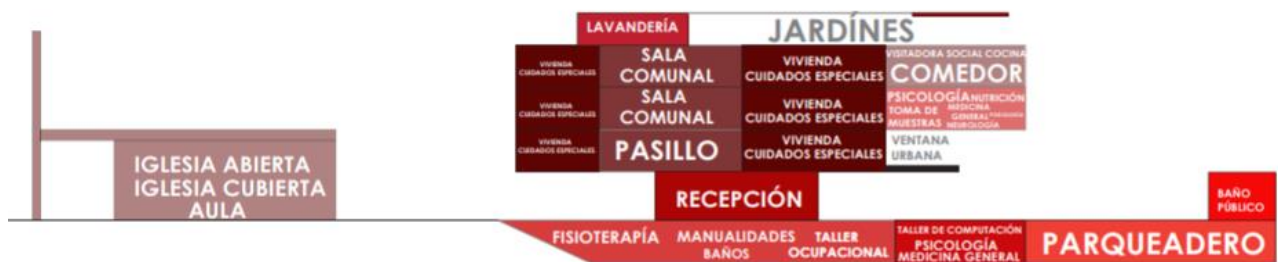 LAVANDERÍA
JARDÍNES
VIVIENDA
CUIDADOS ESPECIALES
SALA
COMUNAL
VIVIENDA
CUIDADOS ESPECIALES
VISITADORA SOCIAL COCINA
COMEDOR
VIVIENDA
CUIDADOS ESPECIALES
SALA
COMUNAL
VIVIENDA
CUIDADOS ESPECIALES
PSICOLOGÍA NUTRICIÓN
TOMA DE MUESTRAS
MEDICINA
GENERAL
NEUROLOGÍA
VIVIENDA
CUIDADOS ESPECIALES
PASILLO
VIVIENDA
CUIDADOS ESPECIALES
VENTANA
URBANA
IGLESIA ABIERTA
IGLESIA CUBIERTA
AULA
RECEPCIÓN
BAÑO
PÚBLICO
FISIOTERAPÍA
MANUALIDADES
BAÑOS
TALLER
OCUPACIONAL
TALLER DE COMPUTACIÓN
PSICOLOGÍA
MEDICINA GENERAL
PARQUEADERO